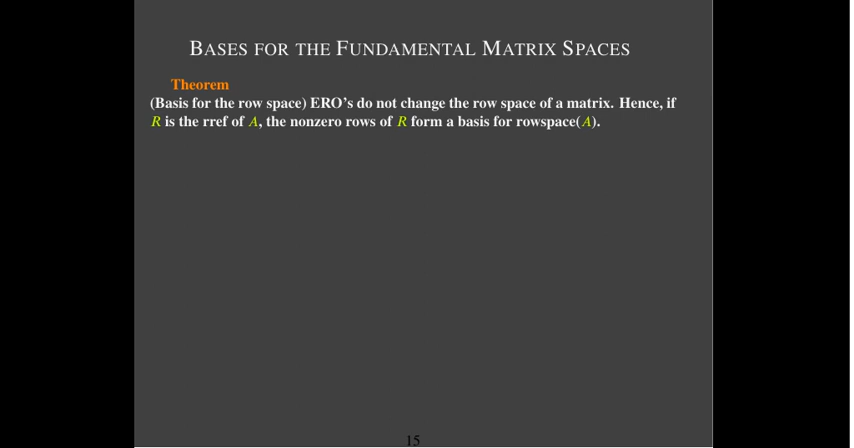 BASES FOR THE FUNDAMENTAL MATRIX SPACES
Theorem
(Basis for the row space) ERO's do not change the row space of a matrix. Hence, if
R is the rref of A, the nonzero rows of R form a basis for rowspace(A).
15